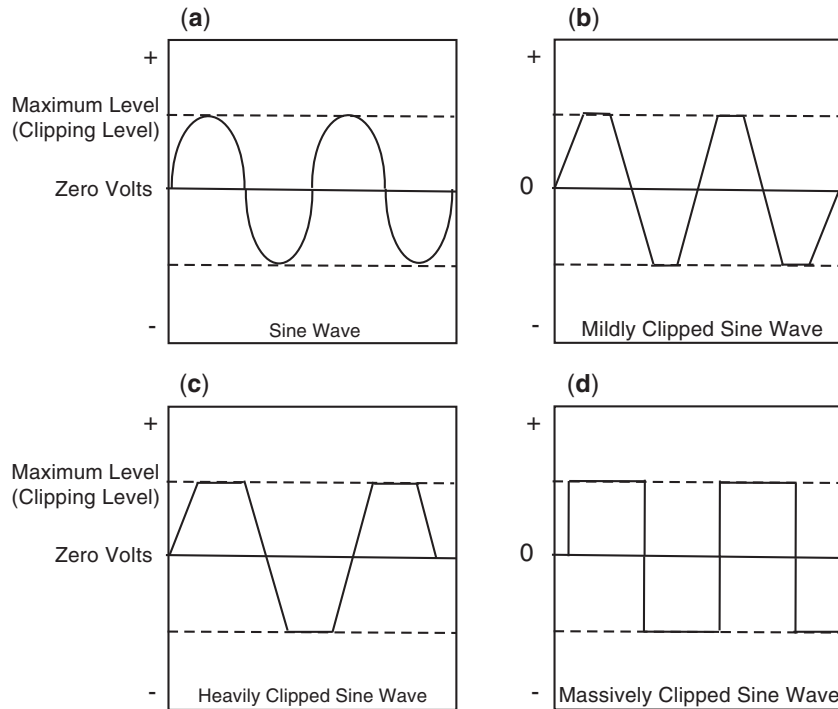 (a)
+
Maximum Level
(Clipping Level)
Zero Volts
-
Sine Wave
(b)
+
0
-
Mildly Clipped Sine Wave
(c)
+
Maximum Level
(Clipping Level)
Zero Volts
-
Heavily Clipped Sine Wave
(d)
+
0
-
Massively Clipped Sine Wave